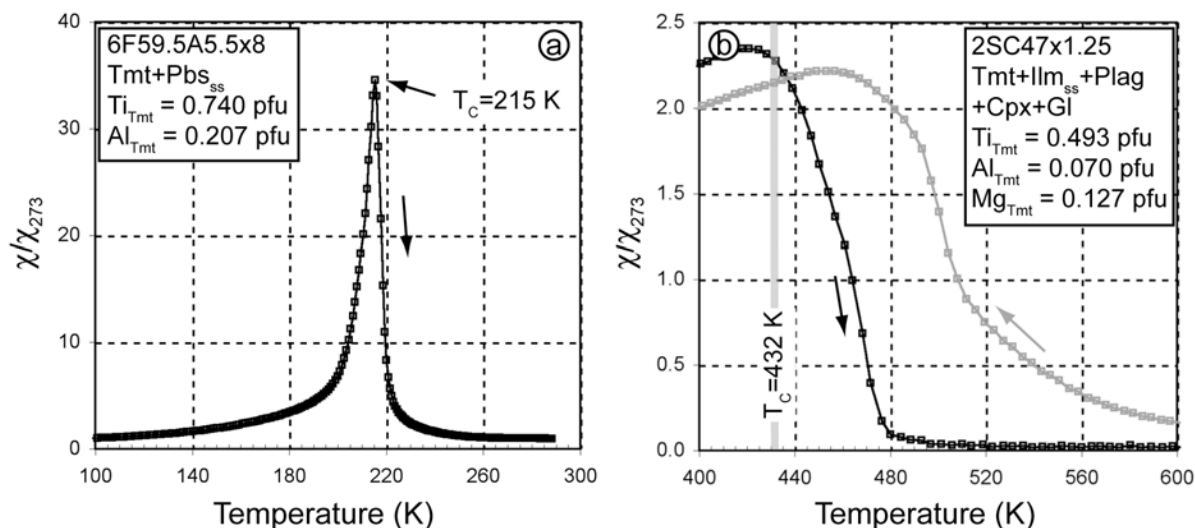 6F59.5A5.5x8
Tmt+Pbsss
TiTmt = 0.740 pfu
AlTmt = 0.207 pfu
a
TC=215 K
χ/χ273
40
30
20
10
0
100 140 180 220 260 300
Temperature (K)
b
2SC47x1.25
Tmt+Ilmss+Plag
+Cpx+Gl
TiTmt = 0.493 pfu
AlTmt = 0.070 pfu
MgTmt = 0.127 pfu
TC=432 K
χ/χ273
2.5
2.0
1.5
1.0
0.5
0.0
400 440 480 520 560 600
Temperature (K)